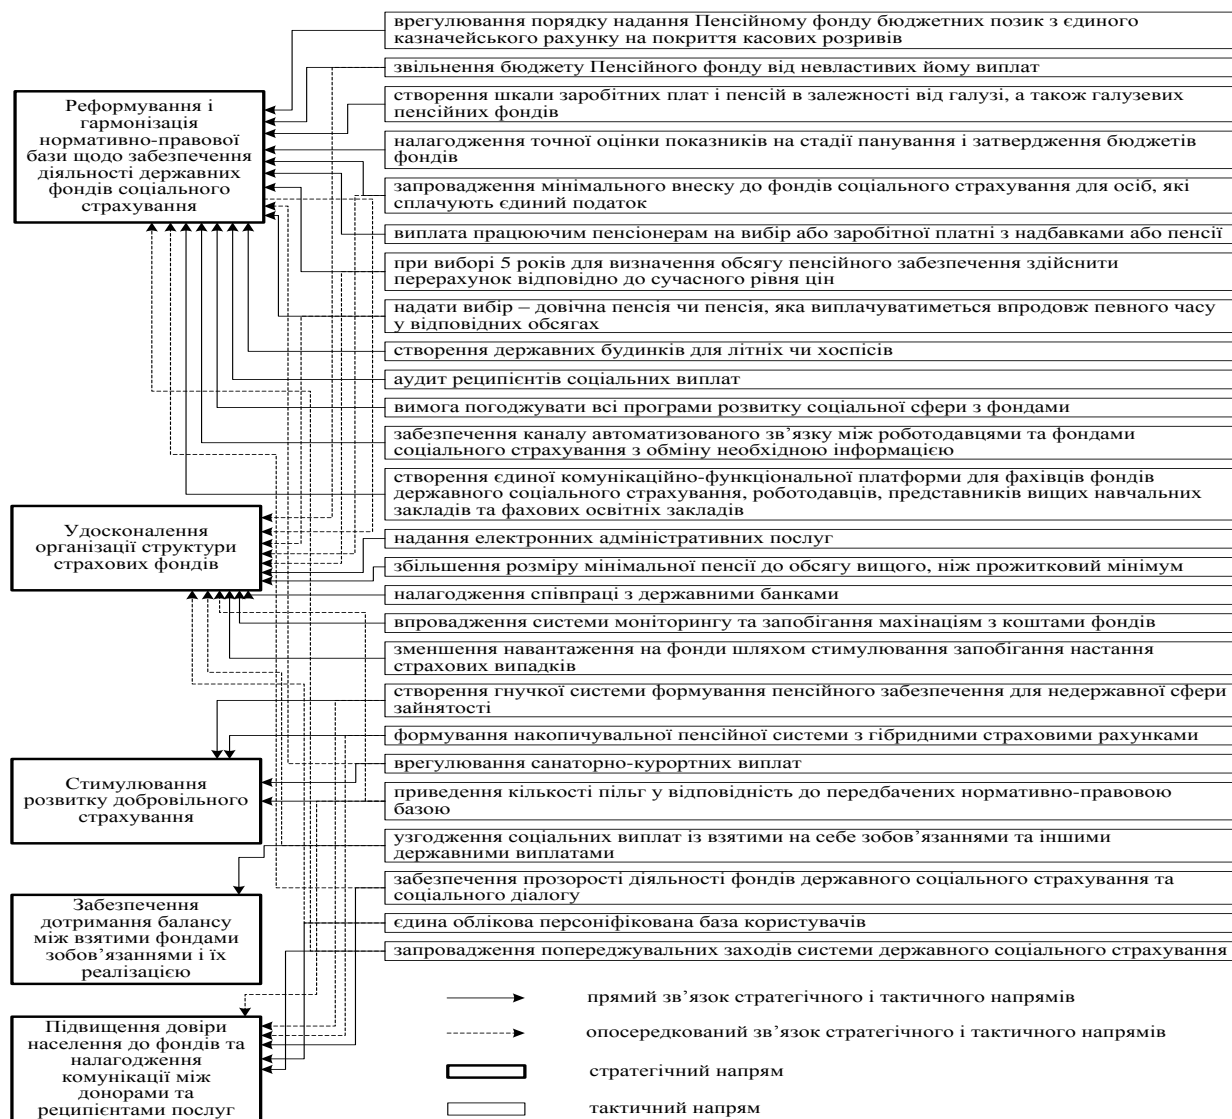 врегулювання порядку надання Пенсійному фонду бюджетних позик з єдиного
казначейського рахунку на покриття касових розривів
звільнення бюджету Пенсійного фонду від невластивих йому виплат
створення шкали заробітних плат і пенсій в залежності від галузі, а також галузевих
пенсійних фондів
налагодження точної оцінки показників на стадії панування і затвердження бюджетів
фондів
запровадження мінімального внеску до фондів соціального страхування для осіб, які
сплачують єдиний податок
виплата працюючим пенсіонерам на вибір або заробітної платні з надбавками або пенсії
при виборі 5 років для визначення обсягу пенсійного забезпечення здійснити
перерахунок відповідно до сучасного рівня цін
надати вибір – довічна пенсія чи пенсія, яка виплачуватиметься впродовж певного часу
у відповідних обсягах
створення державних будинків для літніх чи хоспісів
аудит реципієнтів соціальних виплат
вимога погоджувати всі програми розвитку соціальної сфери з фондами
забезпечення каналу автоматизованого зв’язку між роботодавцями та фондами
соціального страхування з обміну необхідною інформацією
створення єдиної комунікаційно-функціональної платформи для фахівців фондів
державного соціального страхування, роботодавців, представників вищих навчальних
закладів та фахових освітніх закладів
надання електронних адміністративних послуг
збільшення розміру мінімальної пенсії до обсягу вищого, ніж прожитковий мінімум
налагодження співпраці з державними банками
впровадження системи моніторингу та запобігання махінаціям з коштами фондів
зменшення навантаження на фонди шляхом стимулювання запобігання настання
страхових випадків
створення гнучкої системи формування пенсійного забезпечення для недержавної сфери
зайнятості
формування накопичувальної пенсійної системи з гібридними страховими рахунками
врегулювання санаторно-курортних виплат
приведення кількості пільг у відповідність до передбачених нормативно-правовою
базою
узгодження соціальних виплат із взятими на себе зобов’язаннями та іншими
державними виплатами
забезпечення прозорості діяльності фондів державного соціального страхування та
соціального діалогу
єдина облікова персоніфікована база користувачів
запровадження попереджувальних заходів системи державного соціального страхування
Реформування і
гармонізація
нормативно-правової
бази щодо забезпечення
діяльності державних
фондів соціального
страхування
Удосконалення
організації структури
страхових фондів
Стимулювання
розвитку добровільного
страхування
Забезпечення
дотримання балансу
між взятими фондами
зобов’язаннями і їх
реалізацією
Підвищення довіри
населення до фондів та
налагодження
комунікації між
донорами та
реципієнтами послуг
прямий зв’язок стратегічного і тактичного напрямів
опосередкований зв’язок стратегічного і тактичного напрямів
стратегічний напрям
тактичний напрям